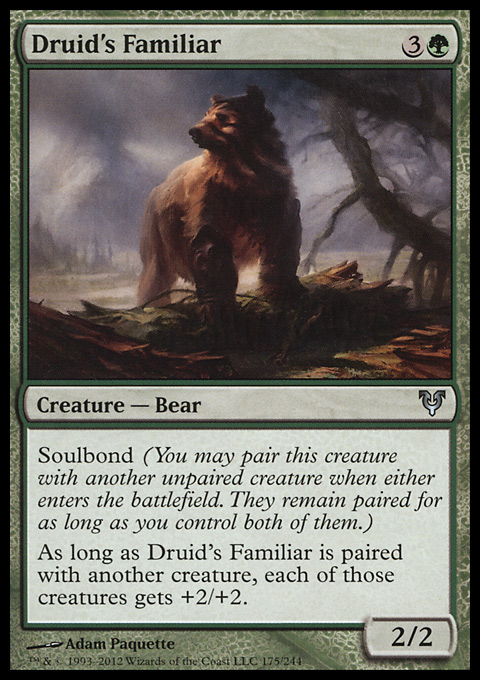 Druid's Familiar 3
Creature — Bear
Soulbond (You may pair this creature
with another unpaired creature when either
enters the battlefield. They remain paired for
as long as you control both of them.)
As long as Druid's Familiar is paired
with another creature, each of those
creatures gets +2/+2.
2/2
Adam Paquette
™ & © 1993–2012 Wizards of the Coast LLC 175/244